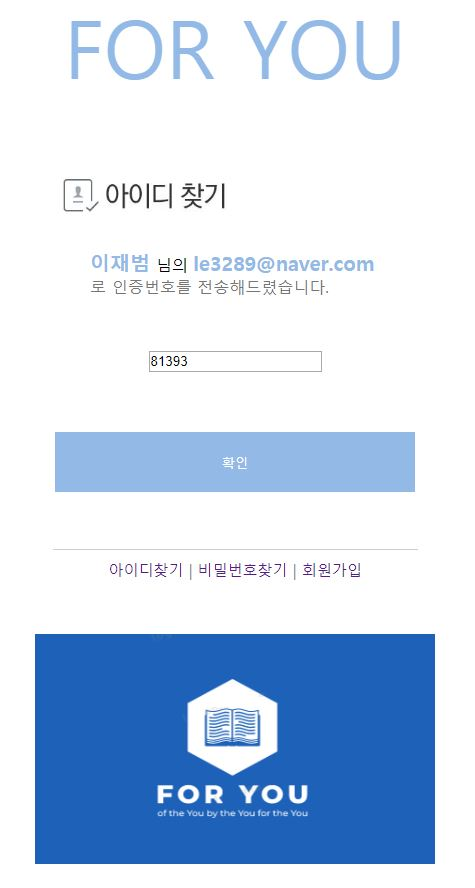 FOR YOU
아이디 찾기
이재범 님의 le3289@naver.com
로 인증번호를 전송해드렸습니다.
81393
확인
아이디찾기 | 비밀번호찾기 | 회원가입
FOR YOU
of the You by the You for the You